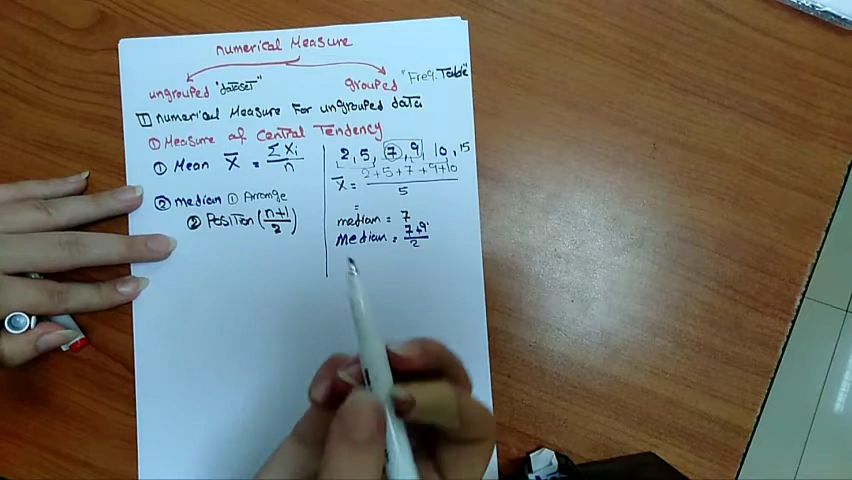 numerical Measure
ungrouped "dataset"
grouped "Freq. Table"
1 numerical Measure For ungrouped data
① Measure of Central Tendency
① Mean X̄ = ΣXi / n
② median ① Arrange
② Position (n+1 / 2)
2, 5, 7, 9, 10, 15
X̄ = 2+5+7+9+10 / 5
=
median = 7
Median = 7+9 / 2